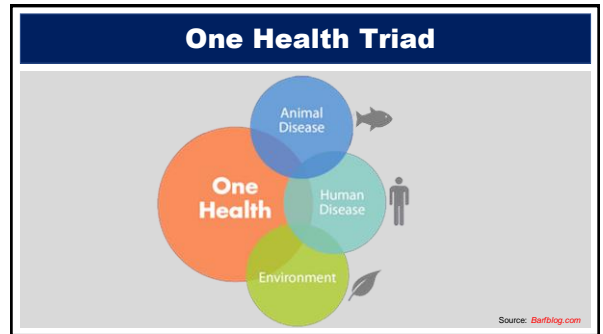 One Health Triad
Animal
Disease
One
Health
Human
Disease
Environment
Source: Barfblog.com